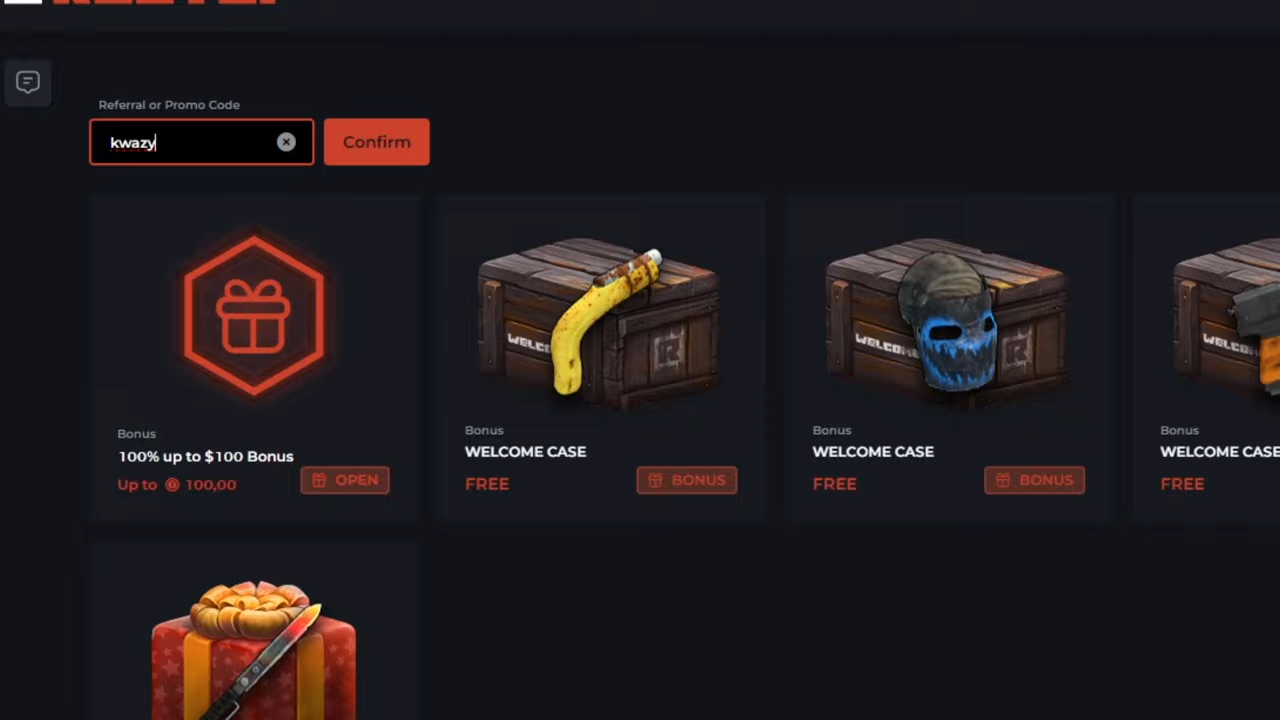 Referral or Promo Code
kwazy
Confirm
Bonus
100% up to $100 Bonus
Up to 100,00
OPEN
Bonus
WELCOME CASE
FREE
BONUS
Bonus
WELCOME CASE
FREE
BONUS
Bonus
WELCOME CASE
FREE